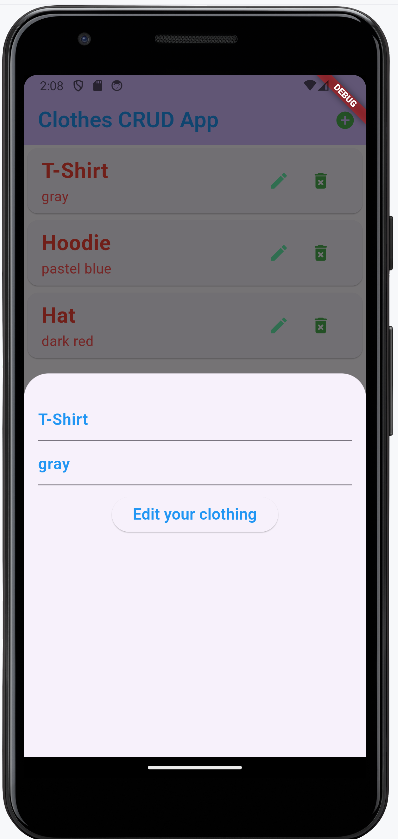 2:08
DEBUG
Clothes CRUD App
T-Shirt
gray
Hoodie
pastel blue
Hat
dark red
T-Shirt
gray
Edit your clothing